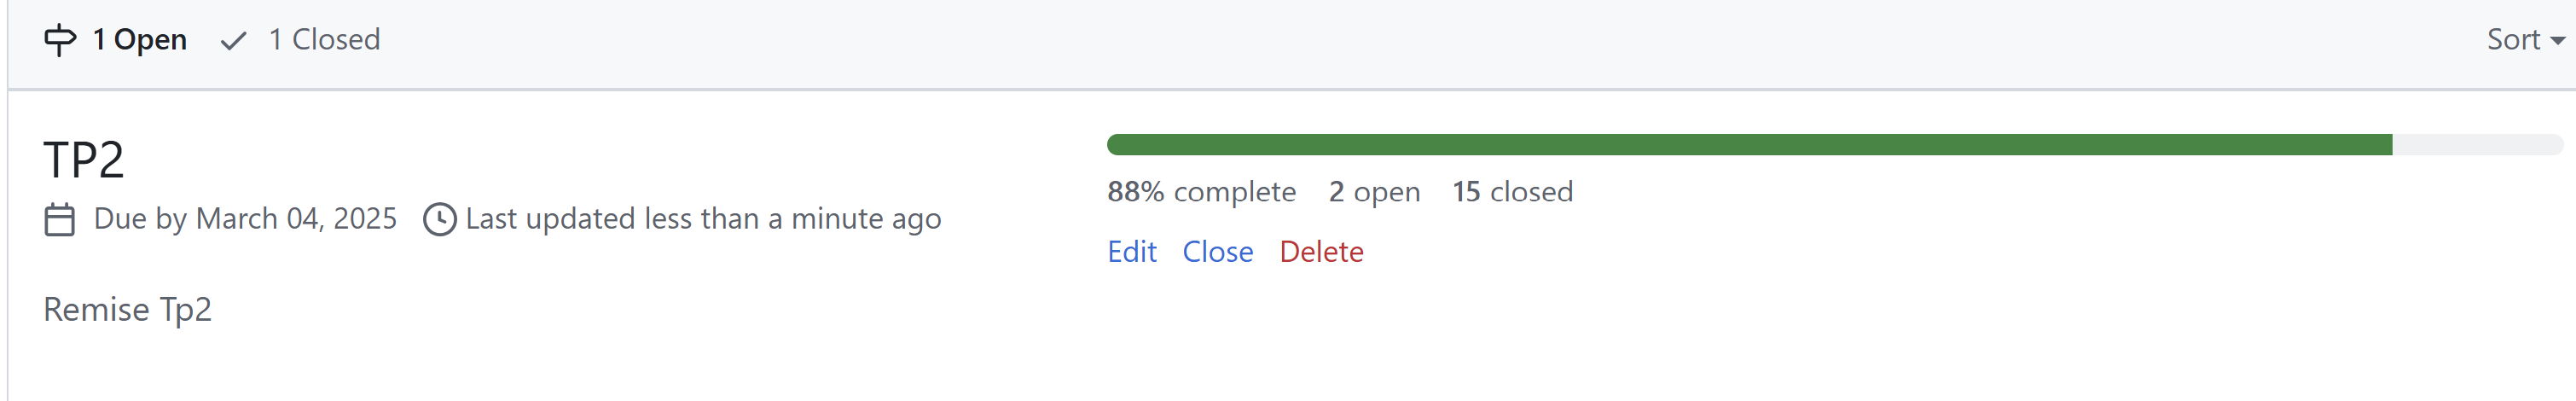 1 Open 1 Closed Sort
TP2
Due by March 04, 2025 Last updated less than a minute ago
Remise Tp2
88% complete 2 open 15 closed
Edit Close Delete